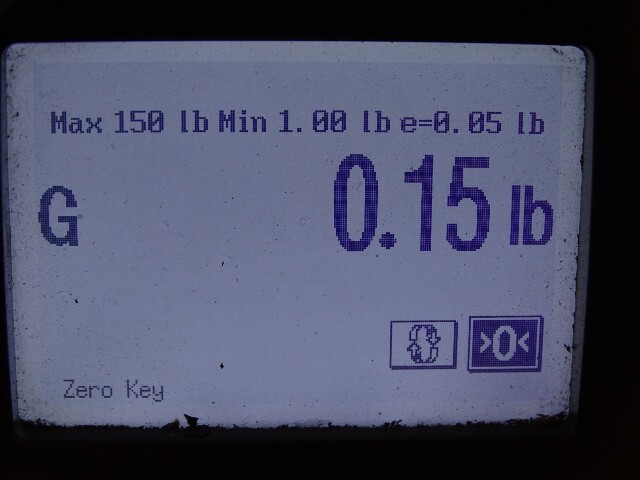 Max 150 lb Min 1.00 lb e=0.05 lb
G 0.15 lb
>0<
Zero Key